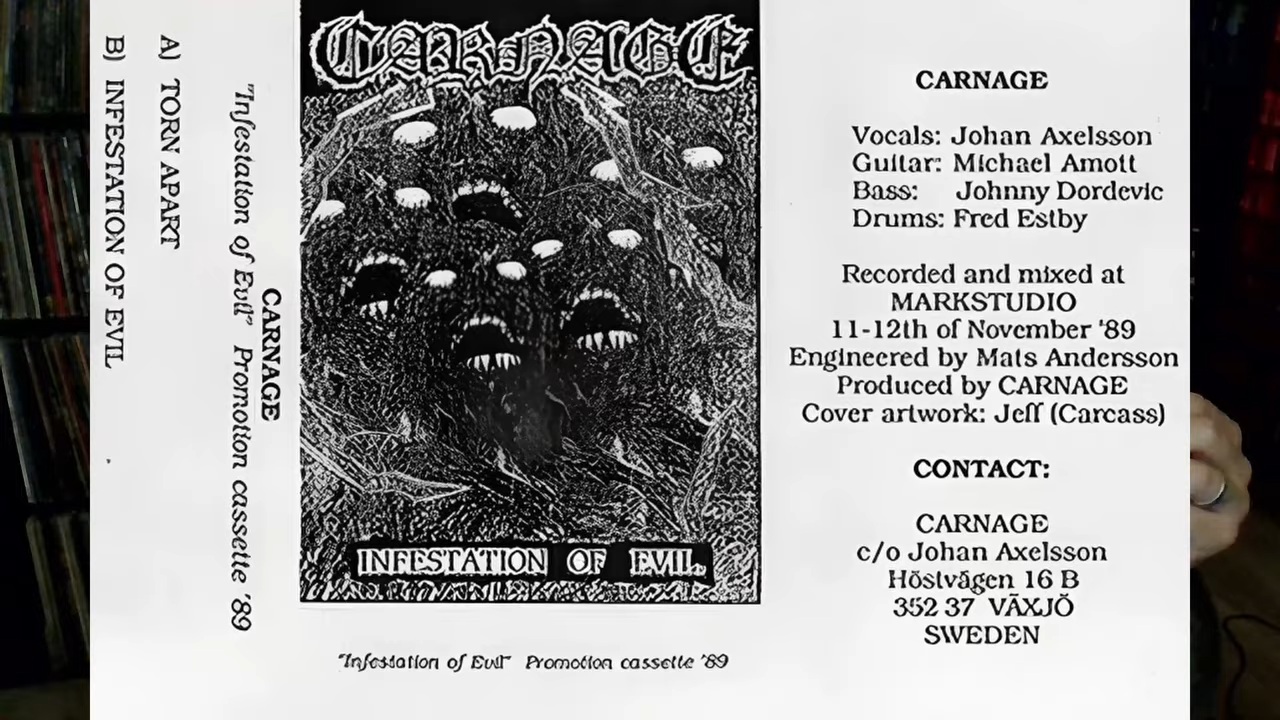 B) INFESTATION OF EVIL
A) TORN APART
"Infestation of Evil" Promotion cassette '89
CARNAGE
CARNAGE
INFESTATION OF EVIL
"Infestation of Evil" Promotion cassette '89
CARNAGE
Vocals: Johan Axelsson
Guitar: Michael Amott
Bass: Johnny Dordevic
Drums: Fred Estby
Recorded and mixed at
MARKSTUDIO
11-12th of November '89
Engineered by Mats Andersson
Produced by CARNAGE
Cover artwork: Jeff (Carcass)
CONTACT:
CARNAGE
c/o Johan Axelsson
Höstvägen 16 B
352 37 VÄXJÖ
SWEDEN